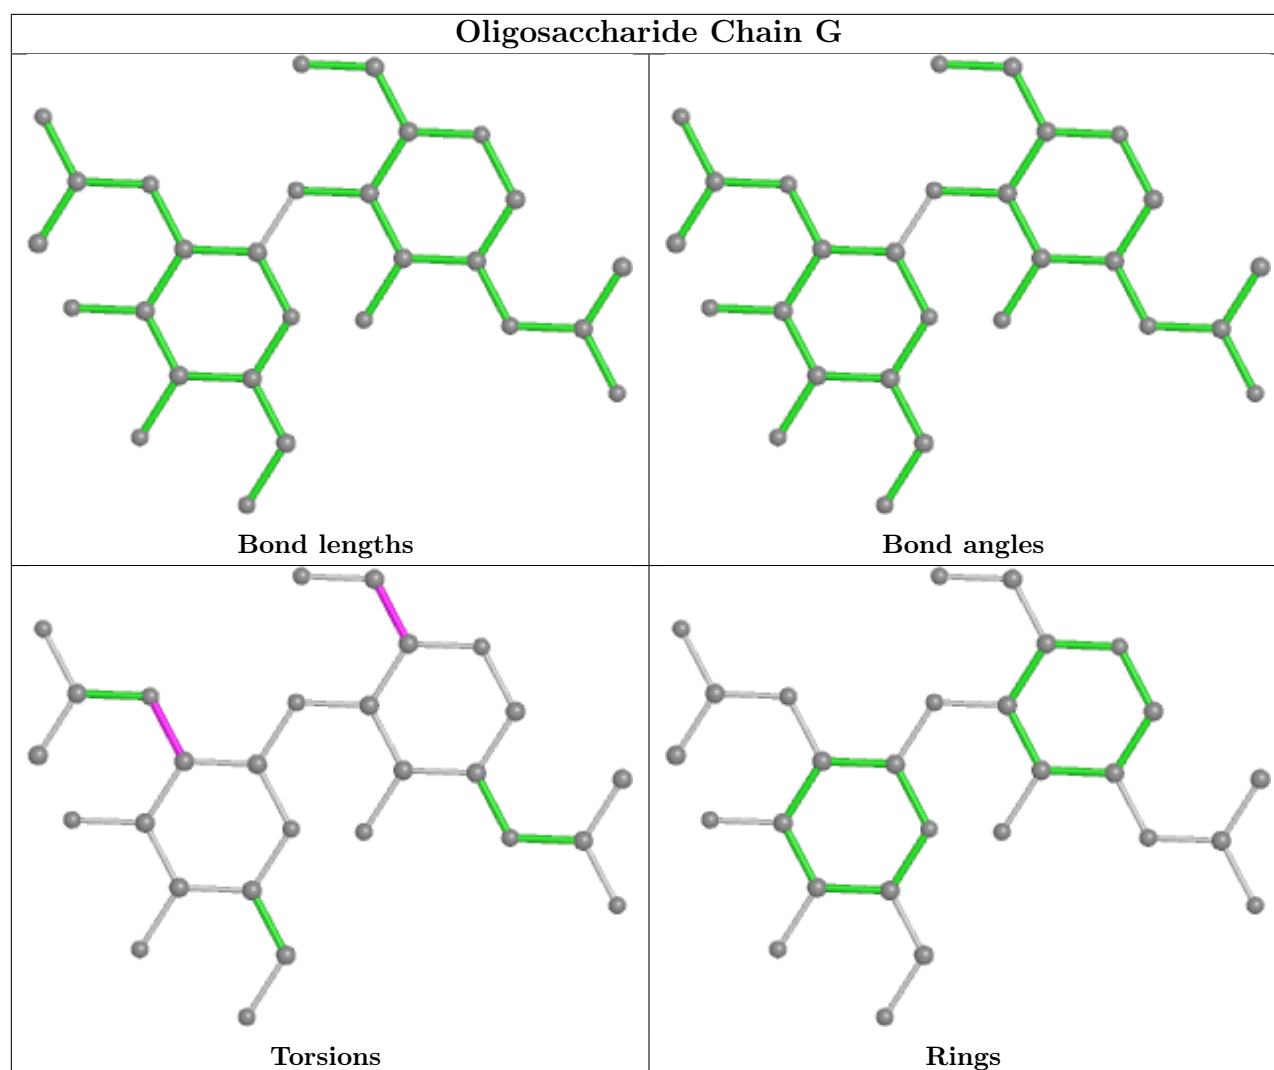 Oligosaccharide Chain G
Bond lengths
Bond angles
Torsions
Rings